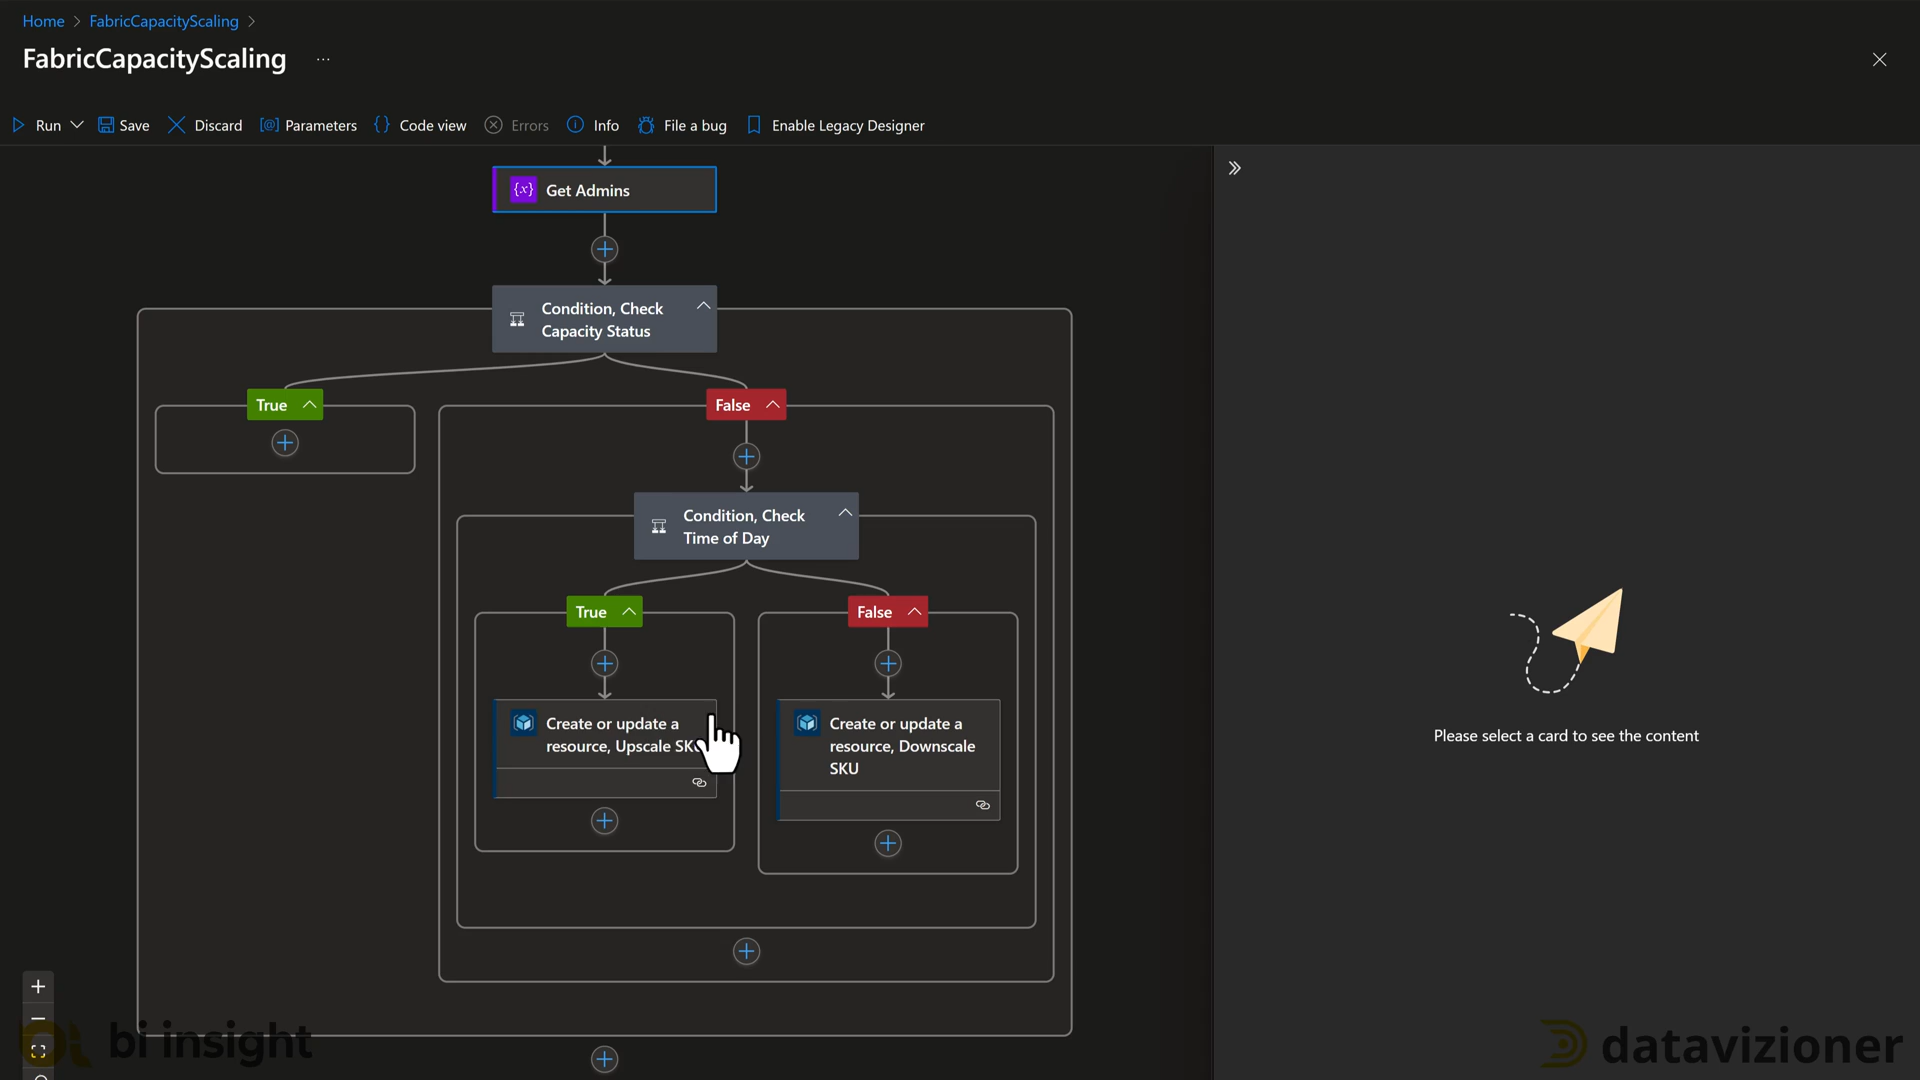 Home > FabricCapacityScaling >
FabricCapacityScaling ...
Run Save Discard Parameters Code view Errors Info File a bug Enable Legacy Designer
Get Admins
Condition, Check
Capacity Status
True
False
Condition, Check
Time of Day
True
False
Create or update a
resource, Upscale SK
Create or update a
resource, Downscale
SKU
Please select a card to see the content
bi insight
datavizioner